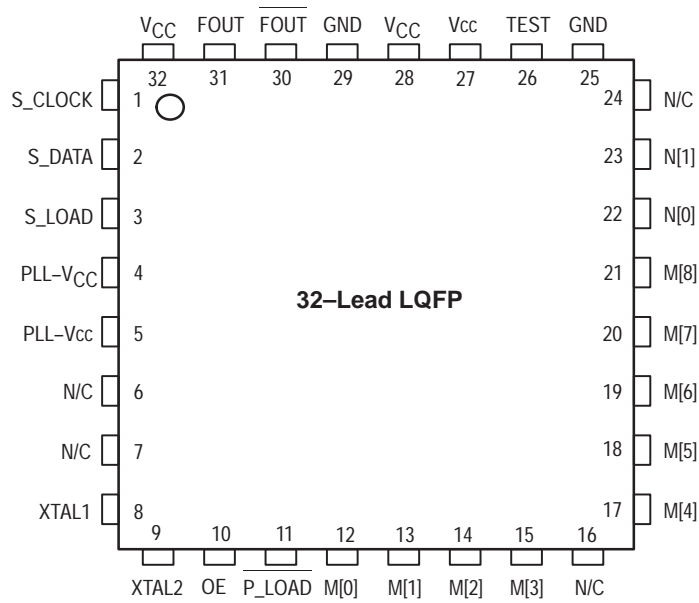 VCC FOUT F̅O̅U̅T̅ GND VCC Vcc TEST GND
32 31 30 29 28 27 26 25
S_CLOCK 1 24 N/C
S_DATA 2 23 N[1]
S_LOAD 3 22 N[0]
PLL–VCC 4 21 M[8]
32–Lead LQFP
PLL–Vcc 5 20 M[7]
N/C 6 19 M[6]
N/C 7 18 M[5]
XTAL1 8 17 M[4]
9 10 11 12 13 14 15 16
XTAL2 OE P̅_̅L̅O̅A̅D̅ M[0] M[1] M[2] M[3] N/C